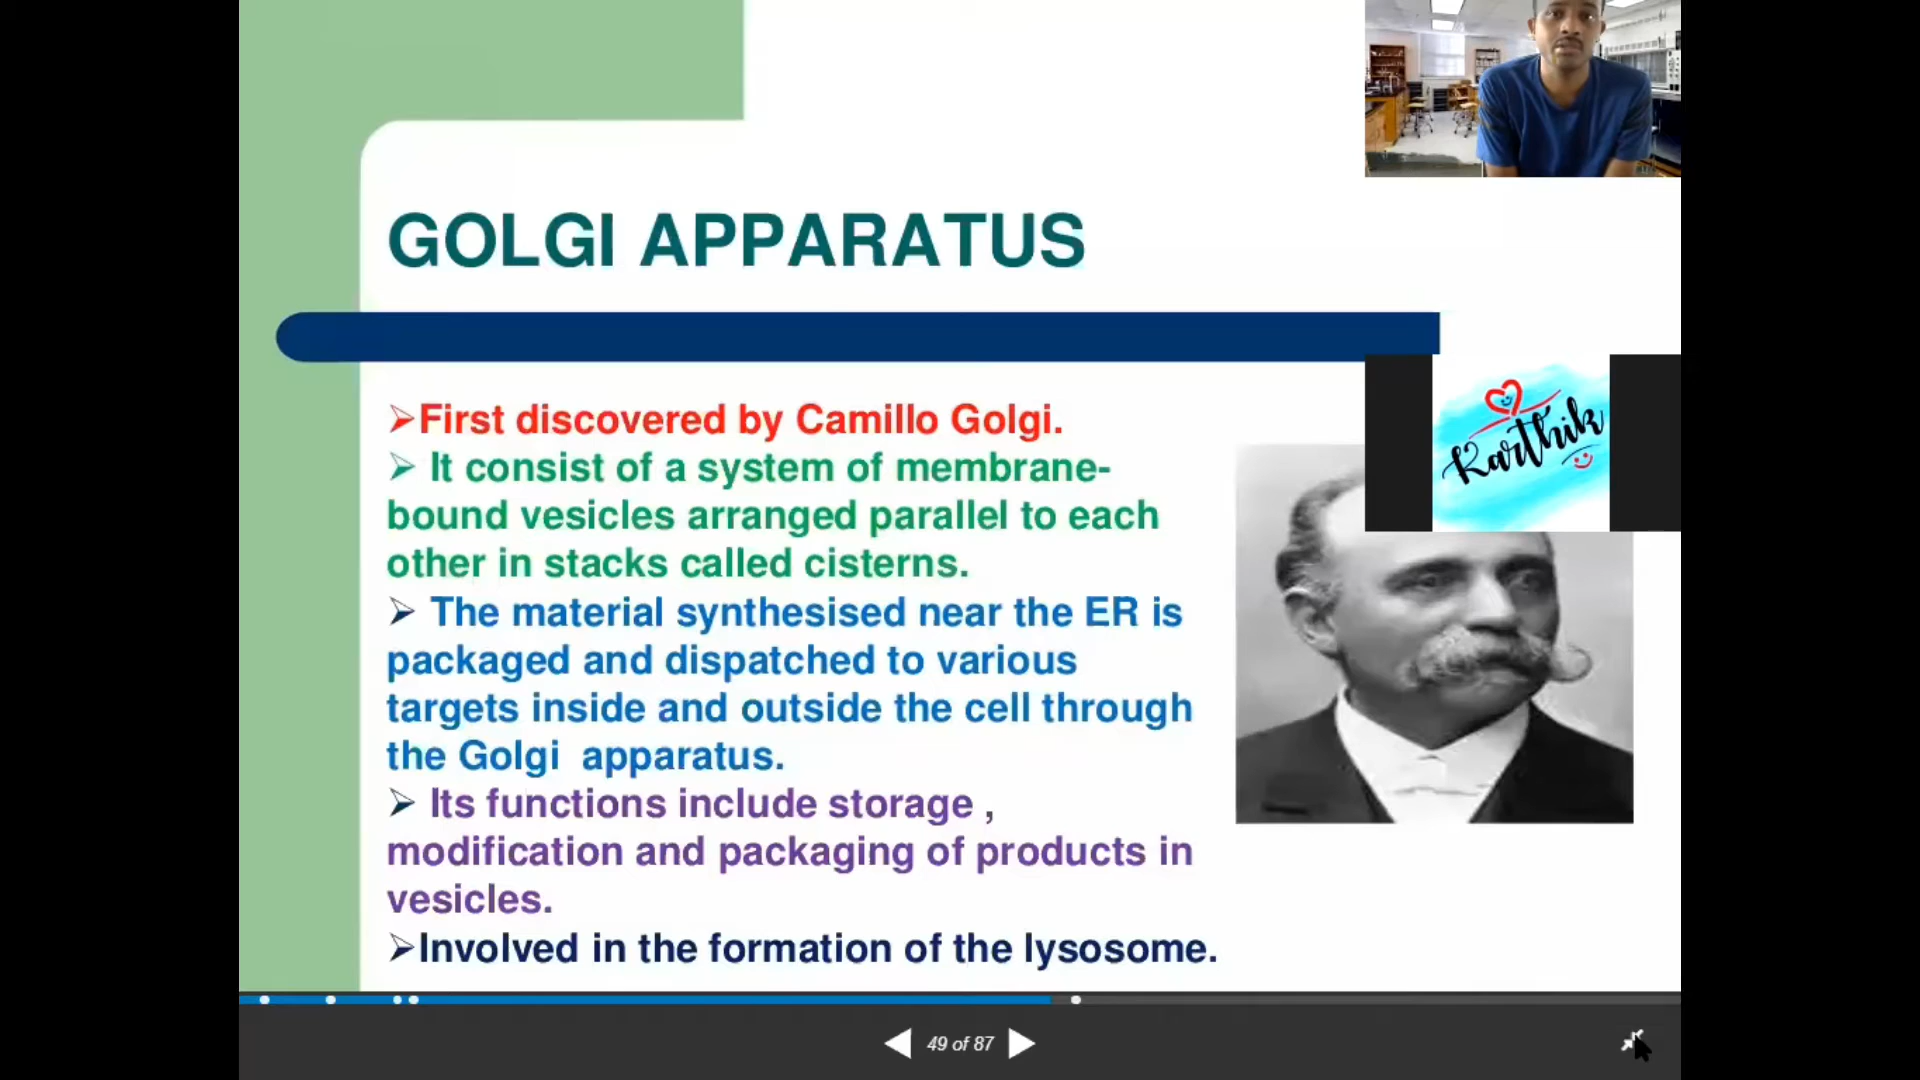 GOLGI APPARATUS
➢First discovered by Camillo Golgi.
➢ It consist of a system of membrane-
bound vesicles arranged parallel to each
other in stacks called cisterns.
➢ The material synthesised near the ER is
packaged and dispatched to various
targets inside and outside the cell through
the Golgi apparatus.
➢ Its functions include storage ,
modification and packaging of products in
vesicles.
➢Involved in the formation of the lysosome.
Karthik
49 of 87